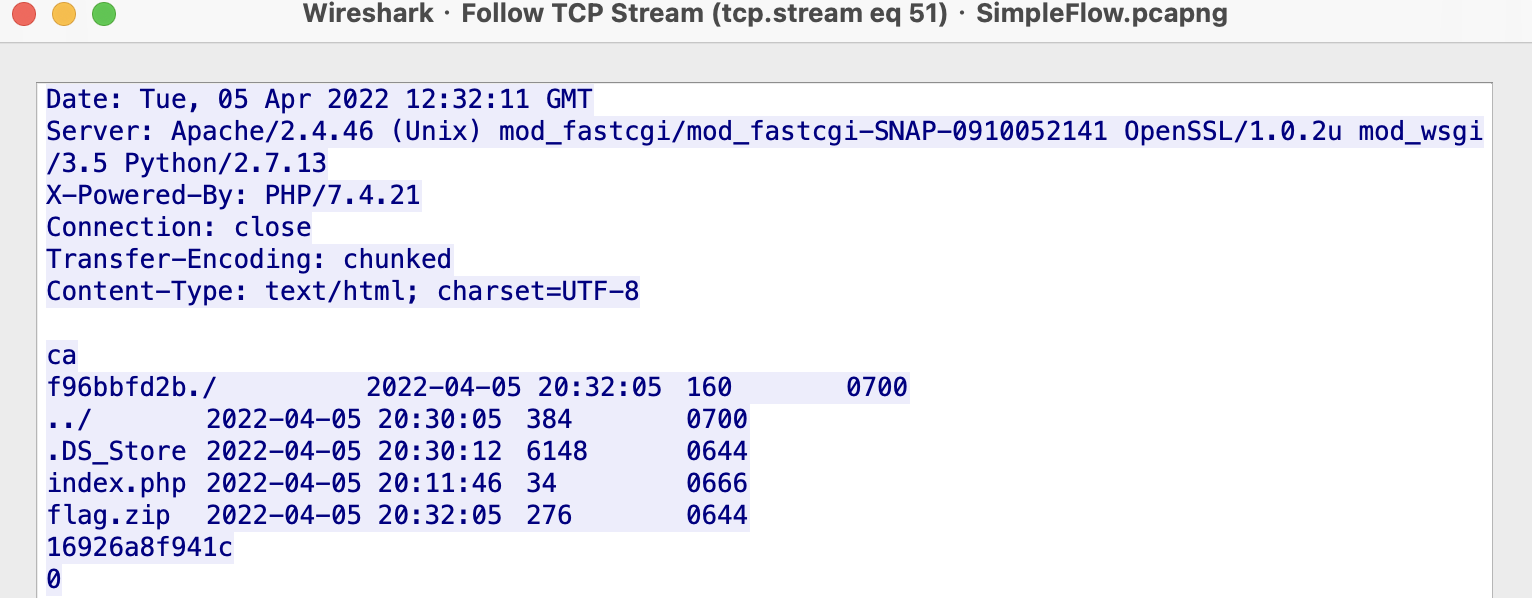 Wireshark · Follow TCP Stream (tcp.stream eq 51) · SimpleFlow.pcapng
Date: Tue, 05 Apr 2022 12:32:11 GMT
Server: Apache/2.4.46 (Unix) mod_fastcgi/mod_fastcgi-SNAP-0910052141 OpenSSL/1.0.2u mod_wsgi
/3.5 Python/2.7.13
X-Powered-By: PHP/7.4.21
Connection: close
Transfer-Encoding: chunked
Content-Type: text/html; charset=UTF-8
ca
f96bbfd2b./ 2022-04-05 20:32:05 160 0700
../ 2022-04-05 20:30:05 384 0700
.DS_Store 2022-04-05 20:30:12 6148 0644
index.php 2022-04-05 20:11:46 34 0666
flag.zip 2022-04-05 20:32:05 276 0644
16926a8f941c
0